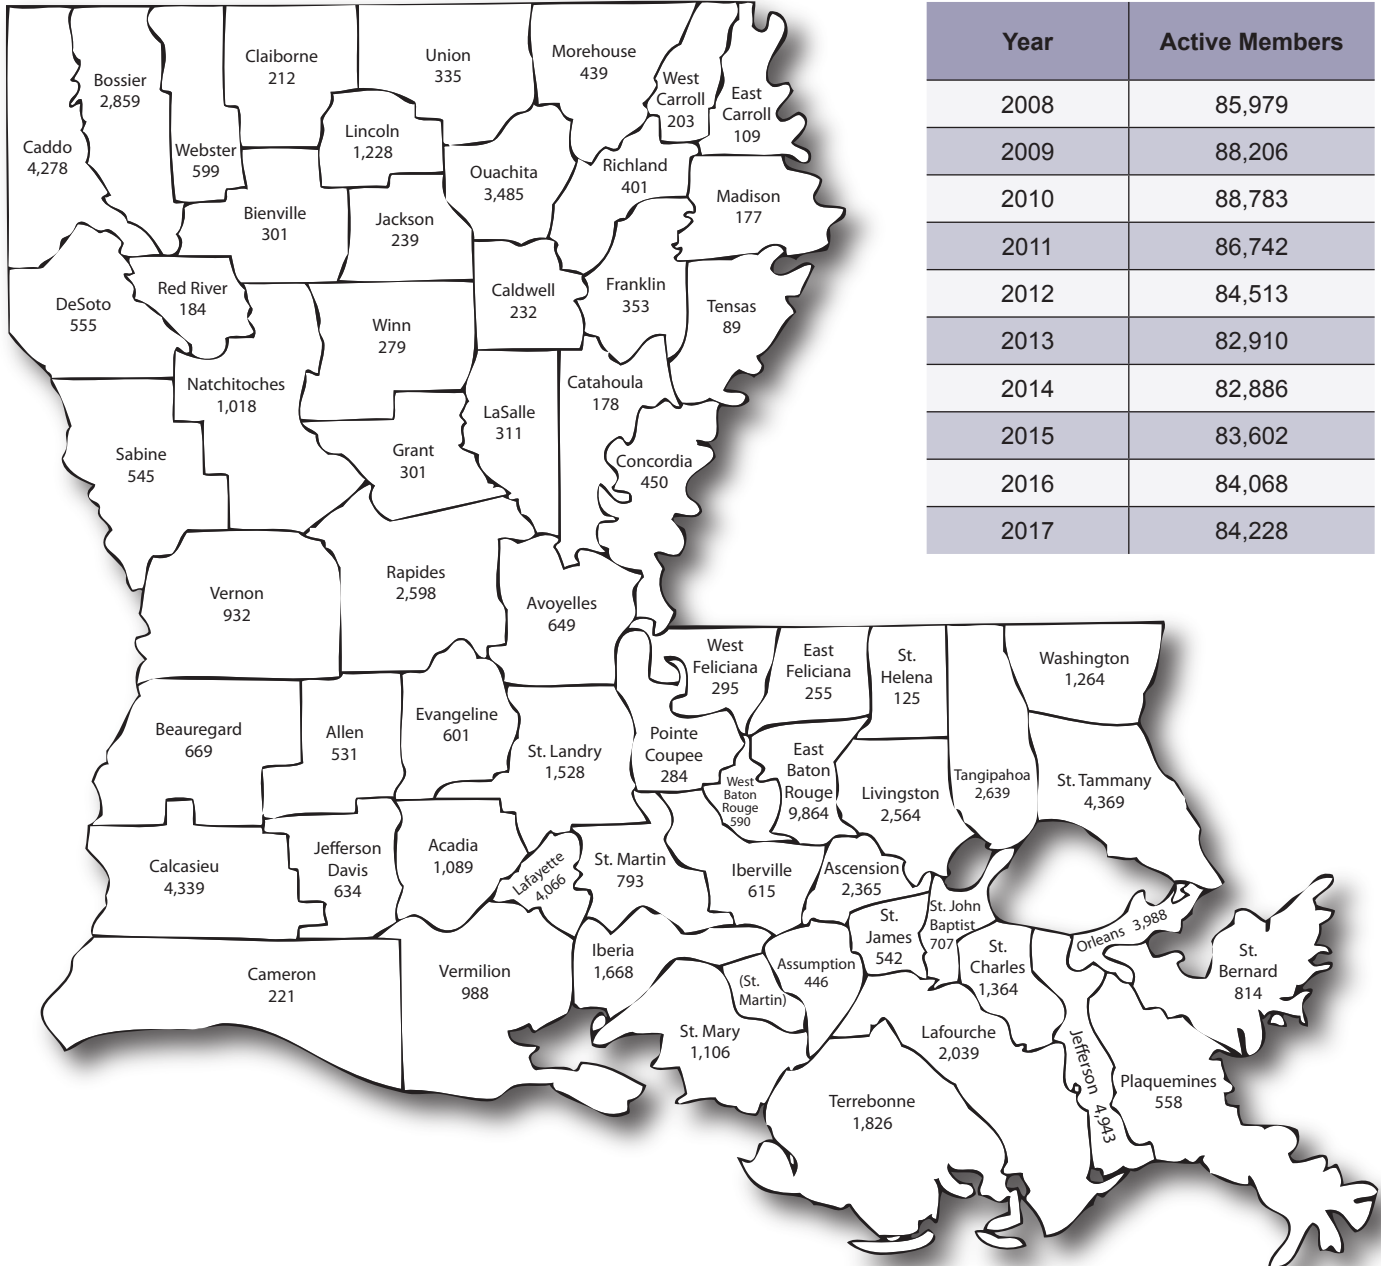 Year Active Members
2008 85,979
2009 88,206
2010 88,783
2011 86,742
2012 84,513
2013 82,910
2014 82,886
2015 83,602
2016 84,068
2017 84,228
Caddo
4,278
Bossier
2,859
Webster
599
Claiborne
212
Lincoln
1,228
Union
335
Morehouse
439
West
Carroll
203
East
Carroll
109
Ouachita
3,485
Richland
401
Madison
177
Bienville
301
Jackson
239
DeSoto
555
Red River
184
Winn
279
Caldwell
232
Franklin
353
Tensas
89
Natchitoches
1,018
Sabine
545
Grant
301
LaSalle
311
Catahoula
178
Concordia
450
Vernon
932
Rapides
2,598
Avoyelles
649
Beauregard
669
Allen
531
Evangeline
601
St. Landry
1,528
Pointe
Coupee
284
West
Feliciana
295
East
Feliciana
255
St.
Helena
125
Washington
1,264
West
Baton
Rouge
590
East
Baton
Rouge
9,864
Livingston
2,564
Tangipahoa
2,639
St. Tammany
4,369
Calcasieu
4,339
Jefferson
Davis
634
Acadia
1,089
Lafayette
4,066
St. Martin
793
Iberville
615
Ascension
2,365
St.
James
542
St. John
Baptist
707
St.
Charles
1,364
Orleans 3,988
St.
Bernard
814
Cameron
221
Vermilion
988
Iberia
1,668
(St.
Martin)
Assumption
446
St. Mary
1,106
Lafourche
2,039
Terrebonne
1,826
Jefferson 4,943
Plaquemines
558